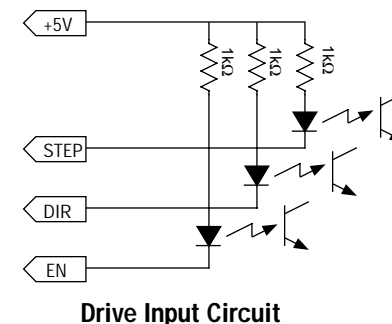 +5V
1kΩ
1kΩ
1kΩ
STEP
DIR
EN
Drive Input Circuit